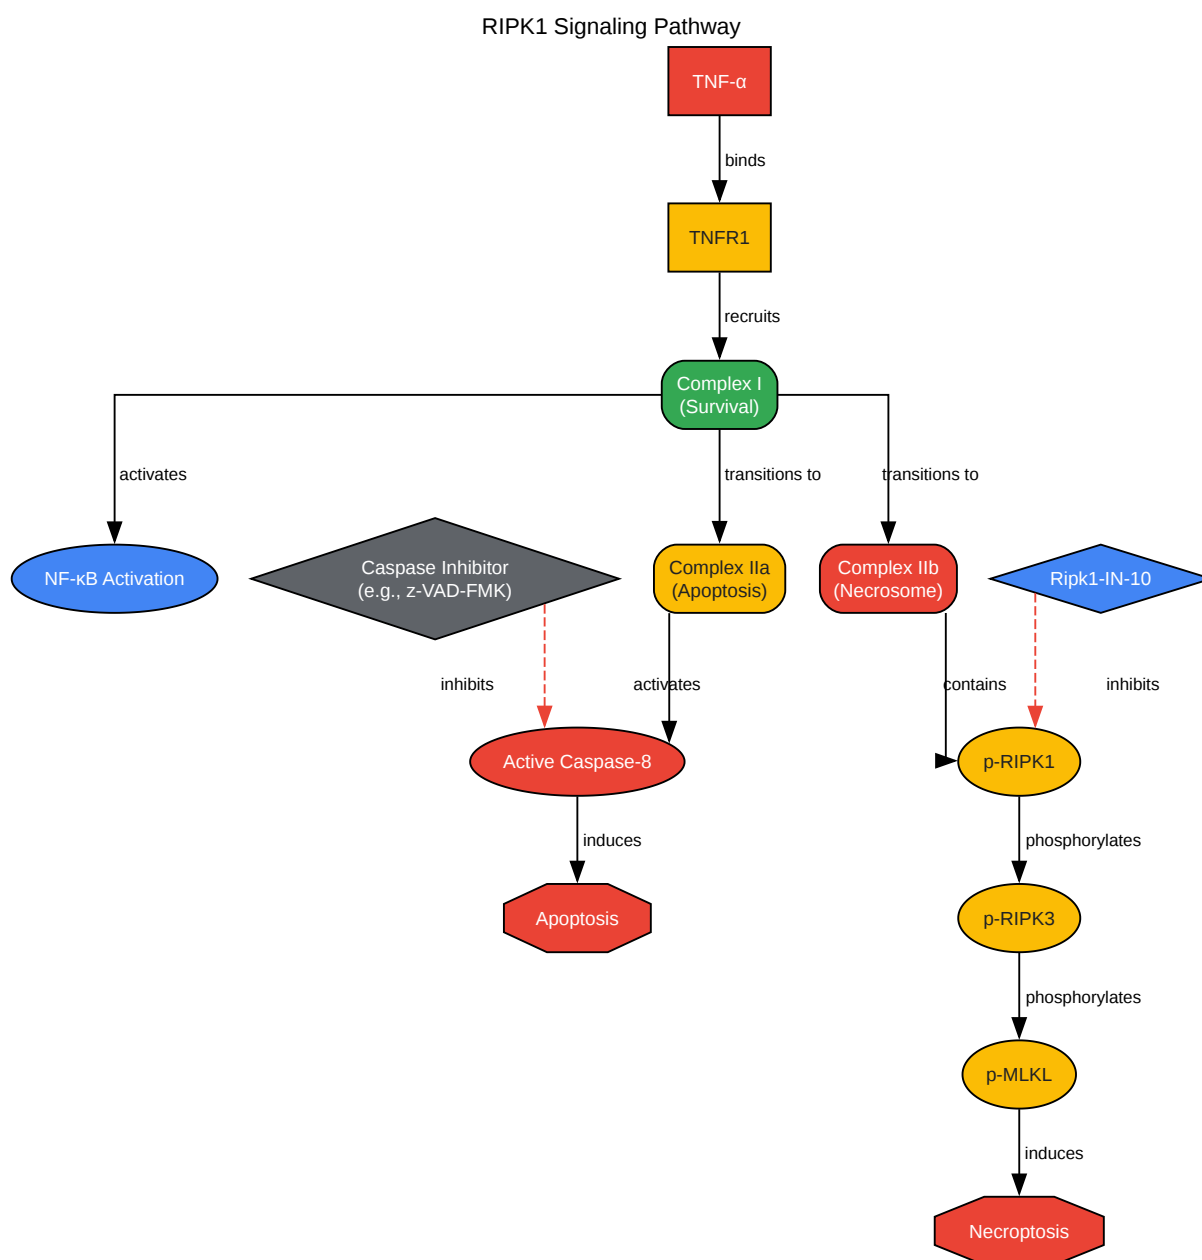 RIPK1 Signaling Pathway
TNF-α
binds
TNFR1
recruits
Complex I
(Survival)
activates
transitions to
transitions to
NF-κB Activation
Caspase Inhibitor
(e.g., z-VAD-FMK)
Complex IIa
(Apoptosis)
Complex IIb
(Necrosome)
Ripk1-IN-10
inhibits
activates
contains
inhibits
Active Caspase-8
p-RIPK1
induces
phosphorylates
Apoptosis
p-RIPK3
phosphorylates
p-MLKL
induces
Necroptosis